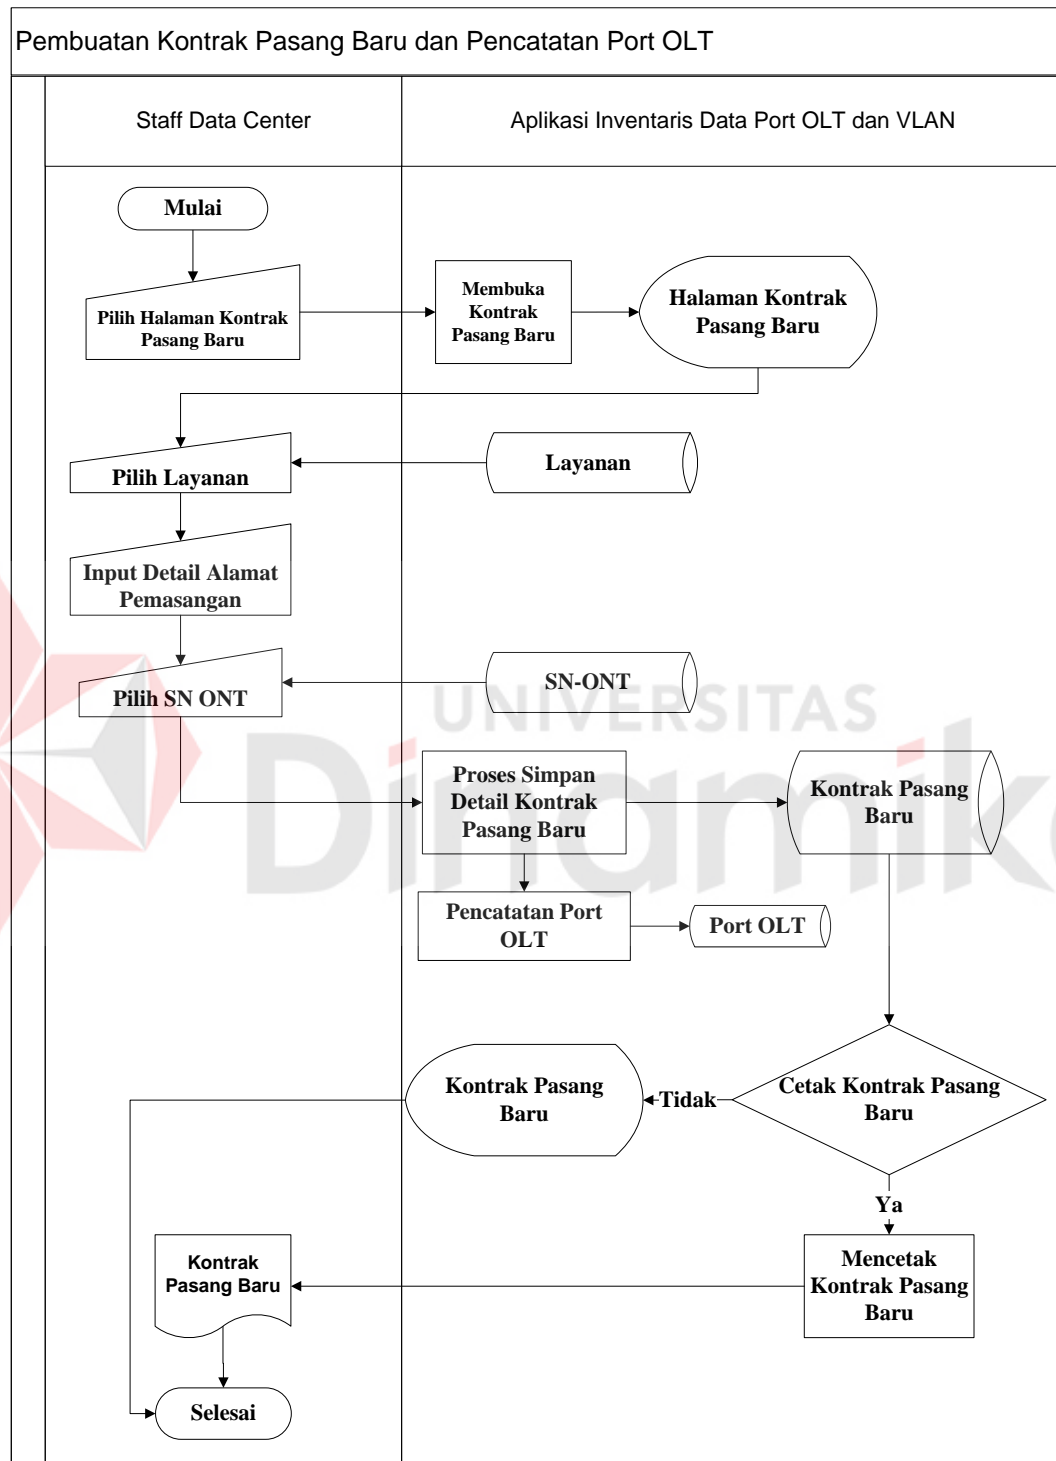 Pembuatan Kontrak Pasang Baru dan Pencatatan Port OLT
Staff Data Center
Aplikasi Inventaris Data Port OLT dan VLAN
Mulai
Pilih Halaman Kontrak
Pasang Baru
Membuka
Kontrak
Pasang Baru
Halaman Kontrak
Pasang Baru
Pilih Layanan
Layanan
Input Detail Alamat
Pemasangan
Pilih SN ONT
SN-ONT
UNIVERSITAS
Dinamika
Proses Simpan
Detail Kontrak
Pasang Baru
Kontrak Pasang
Baru
Pencatatan Port
OLT
Port OLT
Kontrak Pasang
Baru
Tidak
Cetak Kontrak Pasang
Baru
Ya
Kontrak
Pasang Baru
Mencetak
Kontrak Pasang
Baru
Selesai